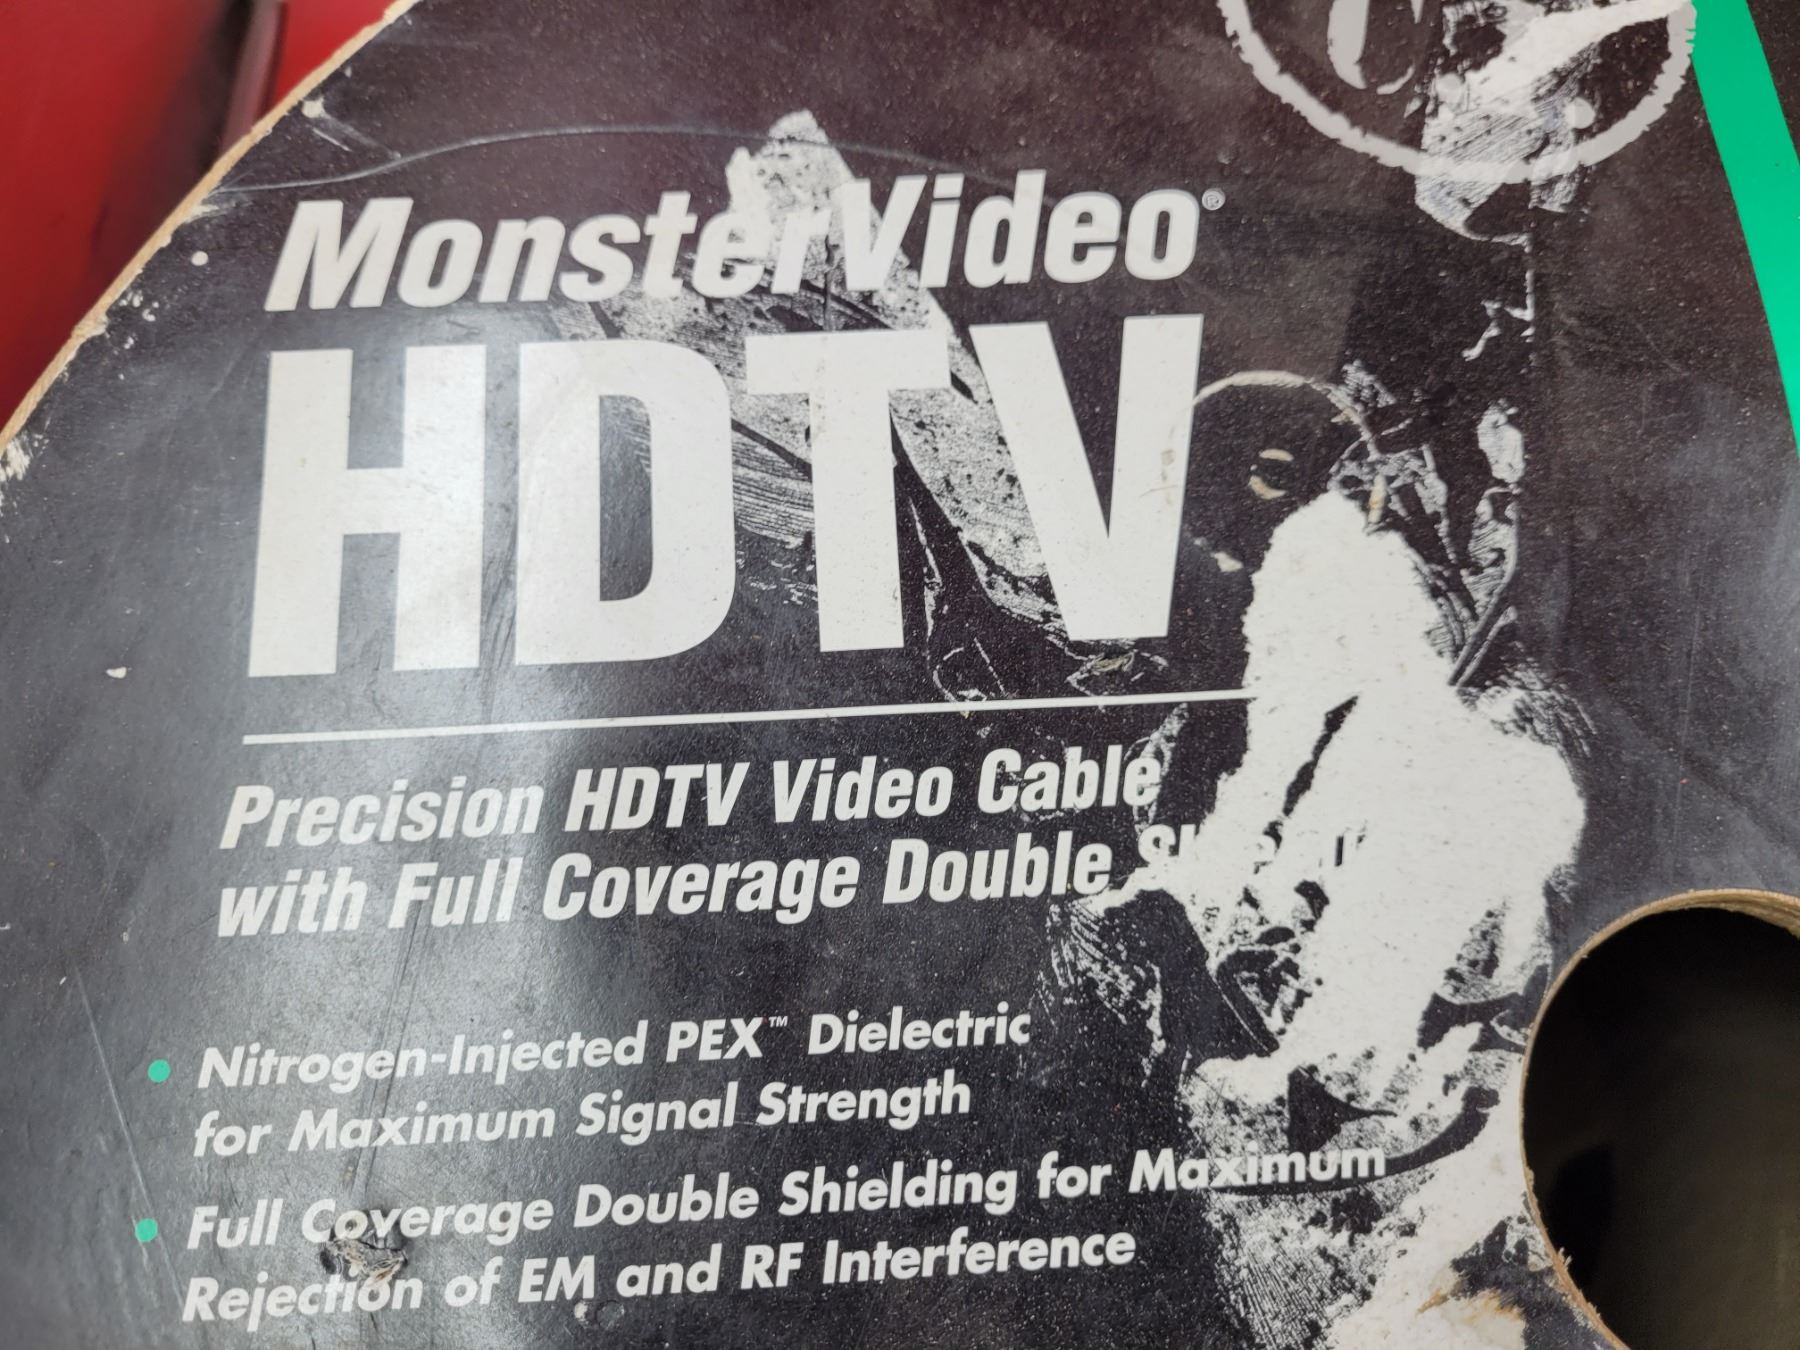 MonsterVideo®
HDTV
Precision HDTV Video Cable
with Full Coverage Double
• Nitrogen-Injected PEX™ Dielectric
for Maximum Signal Strength
• Full Coverage Double Shielding for Maximum
Rejection of EM and RF Interference